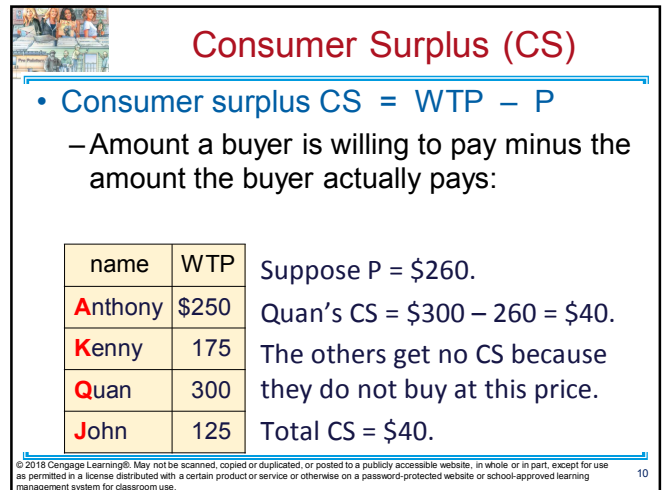 Consumer Surplus (CS)
• Consumer surplus CS = WTP – P
– Amount a buyer is willing to pay minus the
amount the buyer actually pays:
name WTP
Anthony $250
Kenny 175
Quan 300
John 125
Suppose P = $260.
Quan’s CS = $300 – 260 = $40.
The others get no CS because
they do not buy at this price.
Total CS = $40.
© 2018 Cengage Learning®. May not be scanned, copied or duplicated, or posted to a publicly accessible website, in whole or in part, except for use
as permitted in a license distributed with a certain product or service or otherwise on a password-protected website or school-approved learning
management system for classroom use.
10